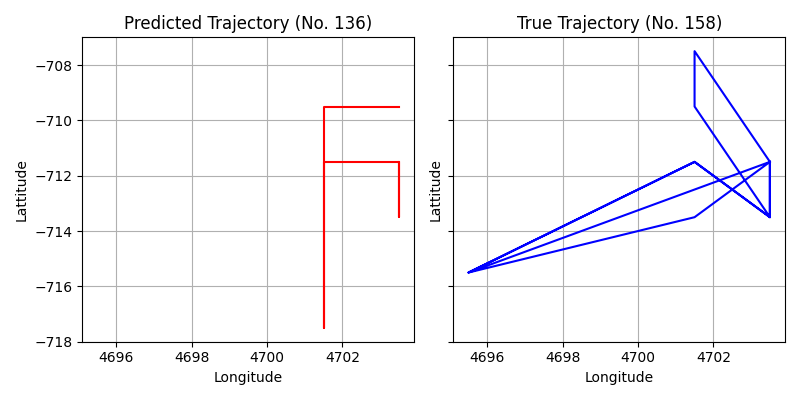 Predicted Trajectory (No. 136)
True Trajectory (No. 158)
−708
−710
−712
−714
−716
−718
Lattitude
Lattitude
4696
4698
4700
4702
4696
4698
4700
4702
Longitude
Longitude